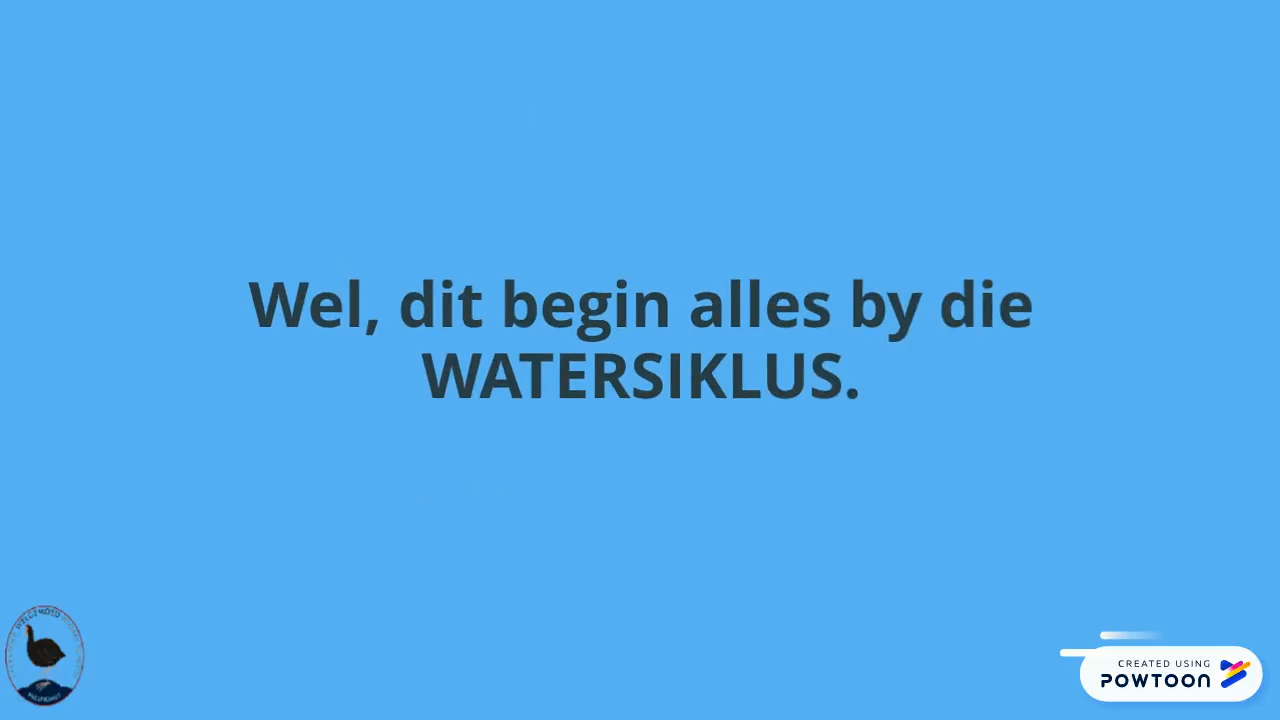 Wel, dit begin alles by die
WATERSIKLUS.
CREATED USING
POWTOON